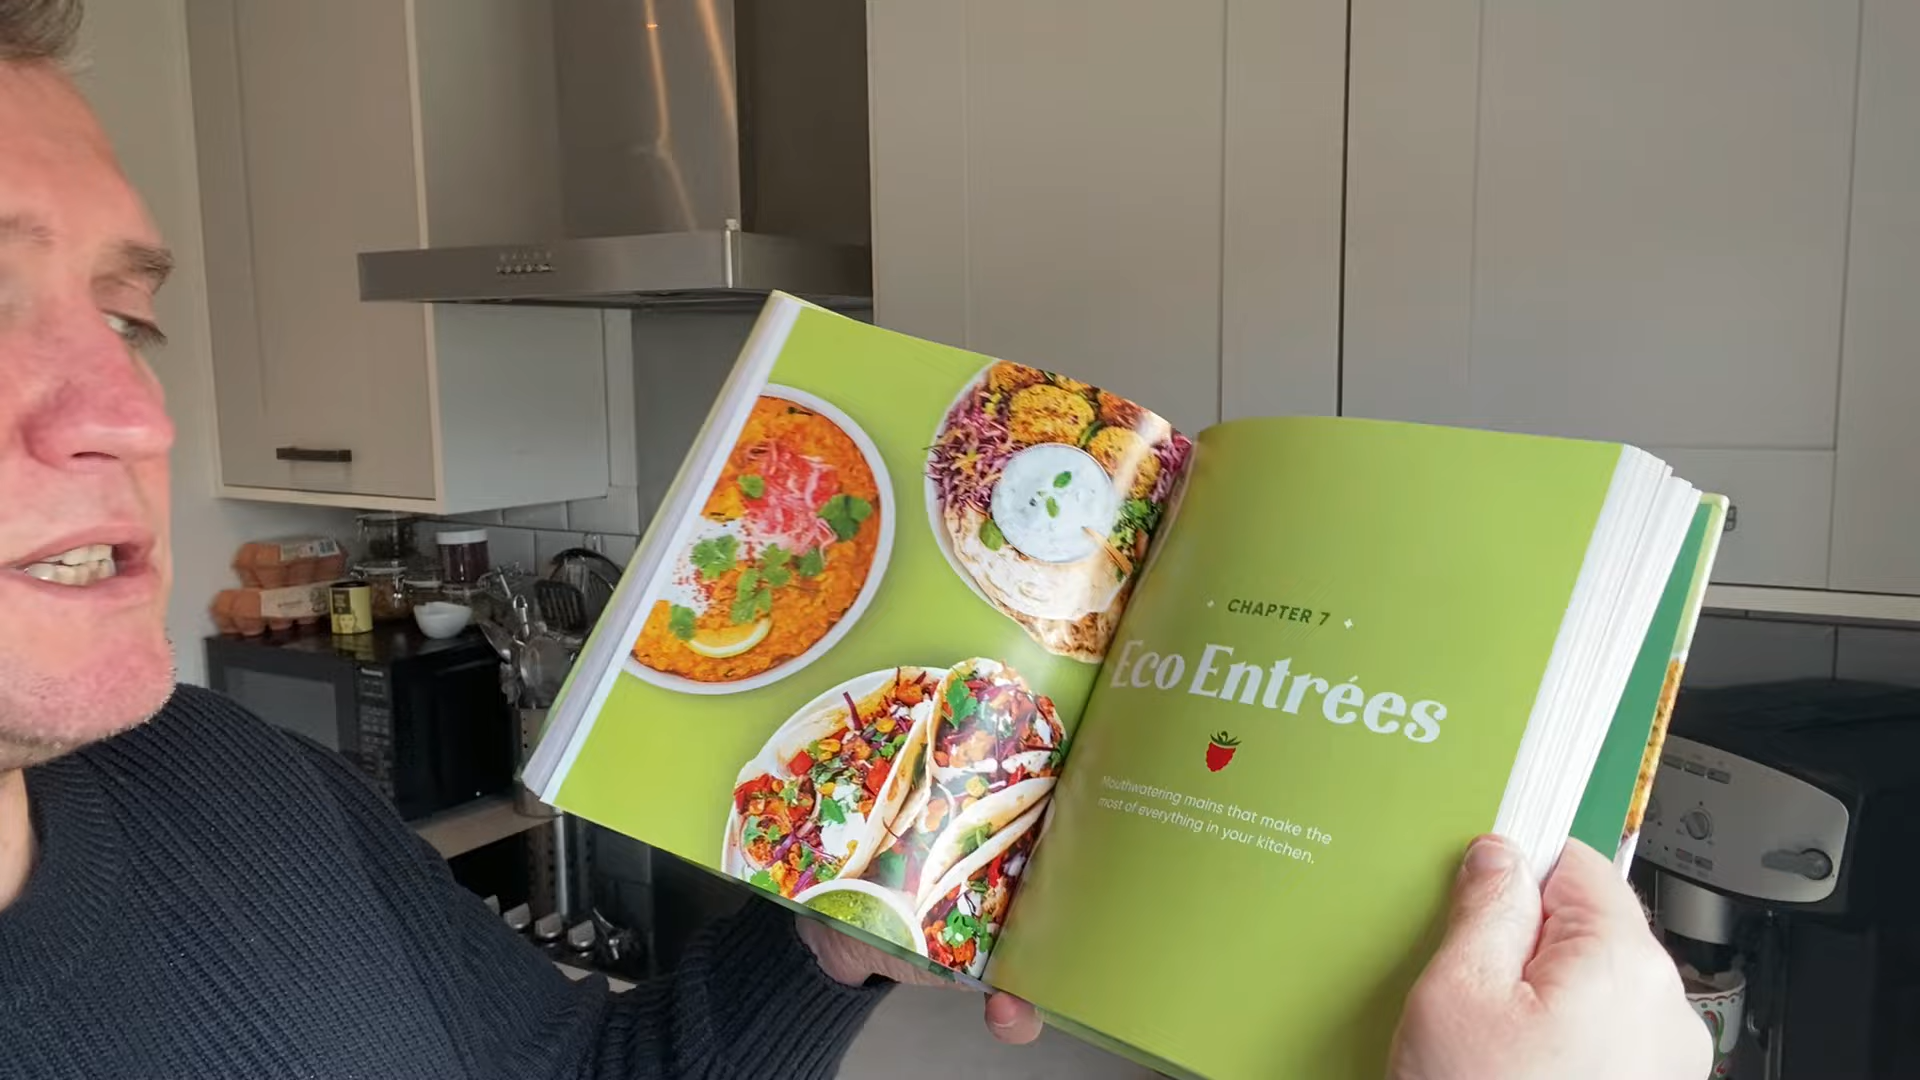 CHAPTER 7
Eco Entrées
Mouthwatering mains that make the
most of everything in your kitchen.